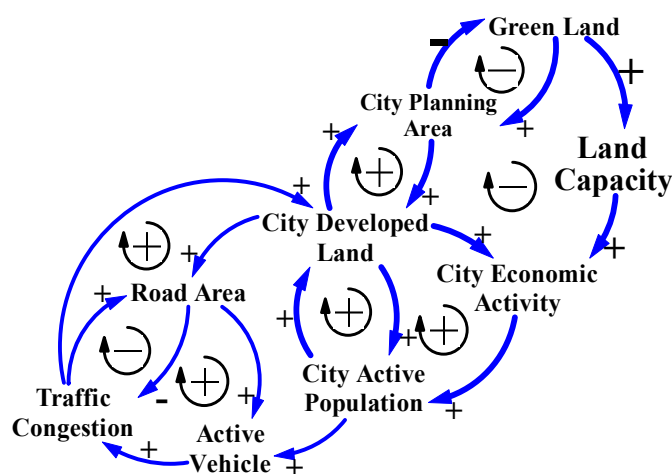 Green Land
-
+
−
City Planning
Area
+
+
Land
Capacity
+
−
+
+
+
City Developed
Land
+
+
+
+
City Economic
Activity
+
Road Area
+
+
+
+
−
+
City Active
Population
+
-
+
Traffic
Congestion
+
Active
Vehicle
+